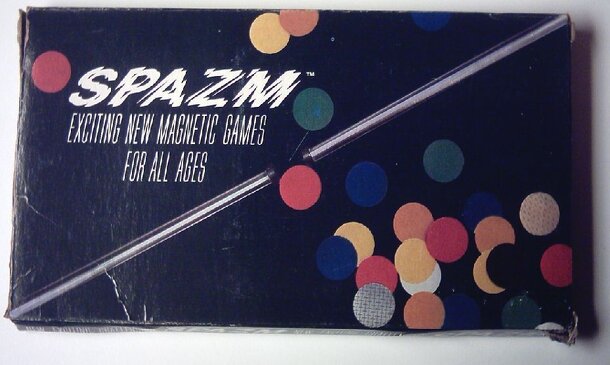 SPAZM™
EXCITING NEW MAGNETIC GAMES
FOR ALL AGES